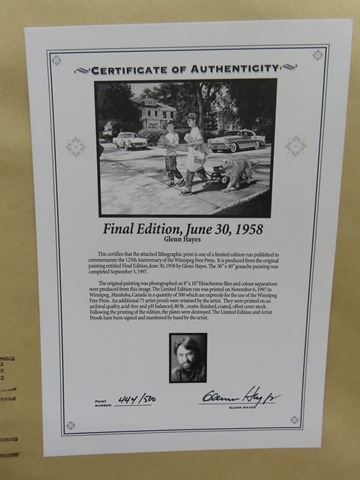 CERTIFICATE OF AUTHENTICITY
Final Edition, June 30, 1958
Glenn Hayes
This certifies that the attached lithographic print is one of a limited edition run published to
commemorate the 125th Anniversary of the Winnipeg Free Press. It is produced from the original
painting entitled Final Edition, June 30, 1958 by Glenn Hayes. The 30" x 40" gouache painting was
completed September 3, 1997.
The original painting was photographed on 8" x 10" Ektachrome films and colour separations
were produced from this image. The Limited Edition run was printed on November 6, 1997 in
Winnipeg, Manitoba, Canada in a quantity of 500 which are expressly for the use of the Winnipeg
Free Press. An additional 75 artist proofs were retained by the artist. They were printed on an
archival quality, acid-free and pH balanced, 80 lb., matte-finished, coated, offset cover stock.
Following the printing of the edition, the plates were destroyed. The Limited Edition and Artist
Proofs have been signed and numbered by hand by the artist.
PRINT
NUMBER: 444/500
Glenn Hayes
GLENN HAYES